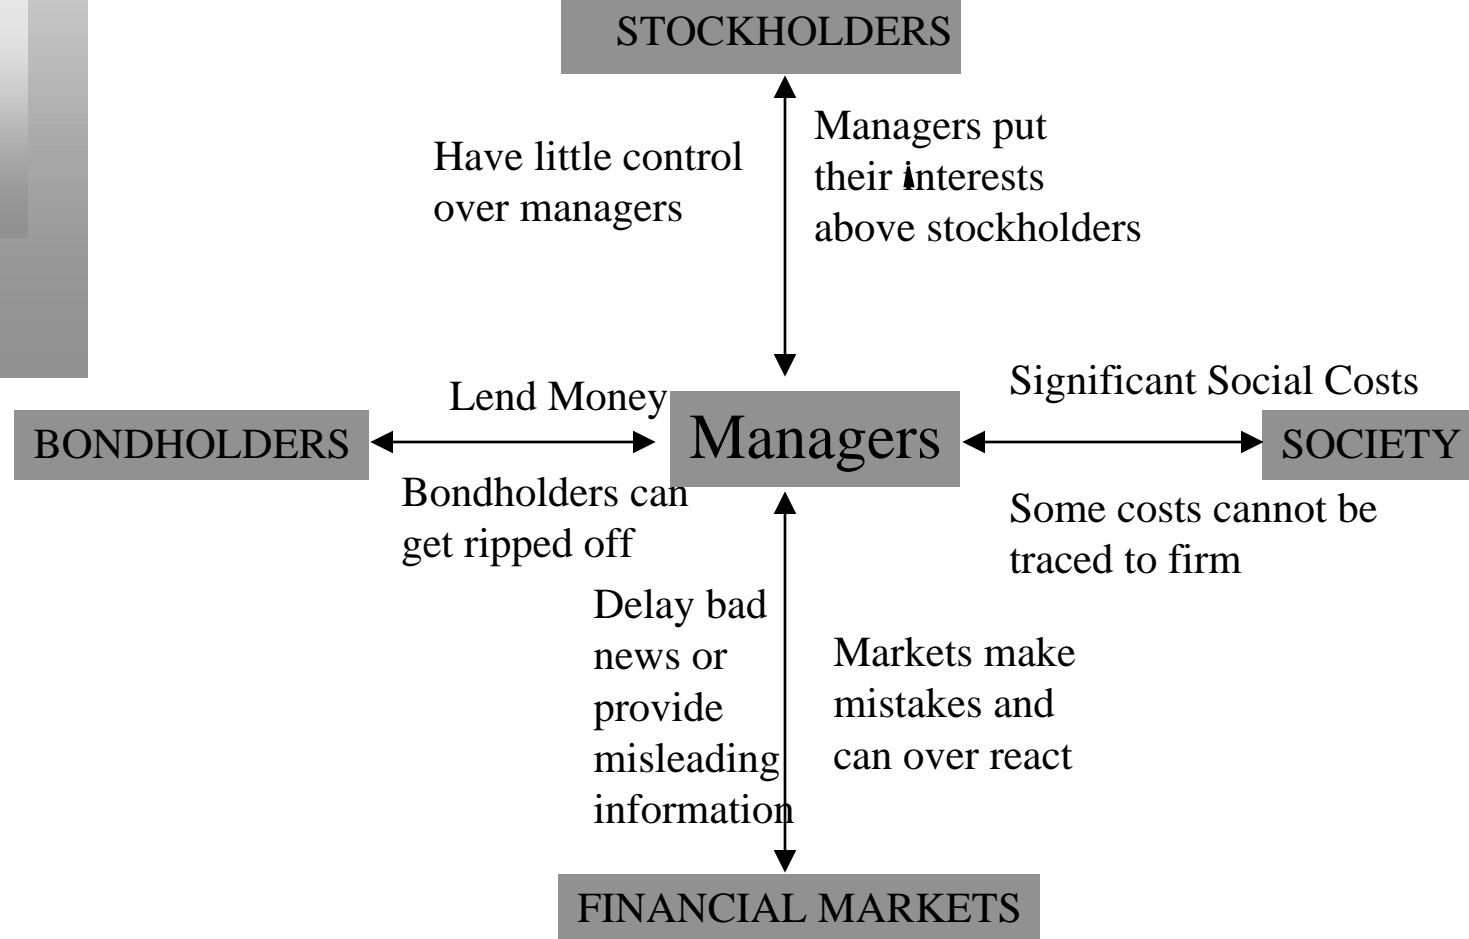 STOCKHOLDERS
Have little control
over managers
Managers put
their interests
above stockholders
Lend Money
BONDHOLDERS
Bondholders can
get ripped off
Managers
Significant Social Costs
SOCIETY
Some costs cannot be
traced to firm
Delay bad
news or
provide
misleading
information
Markets make
mistakes and
can over react
FINANCIAL MARKETS